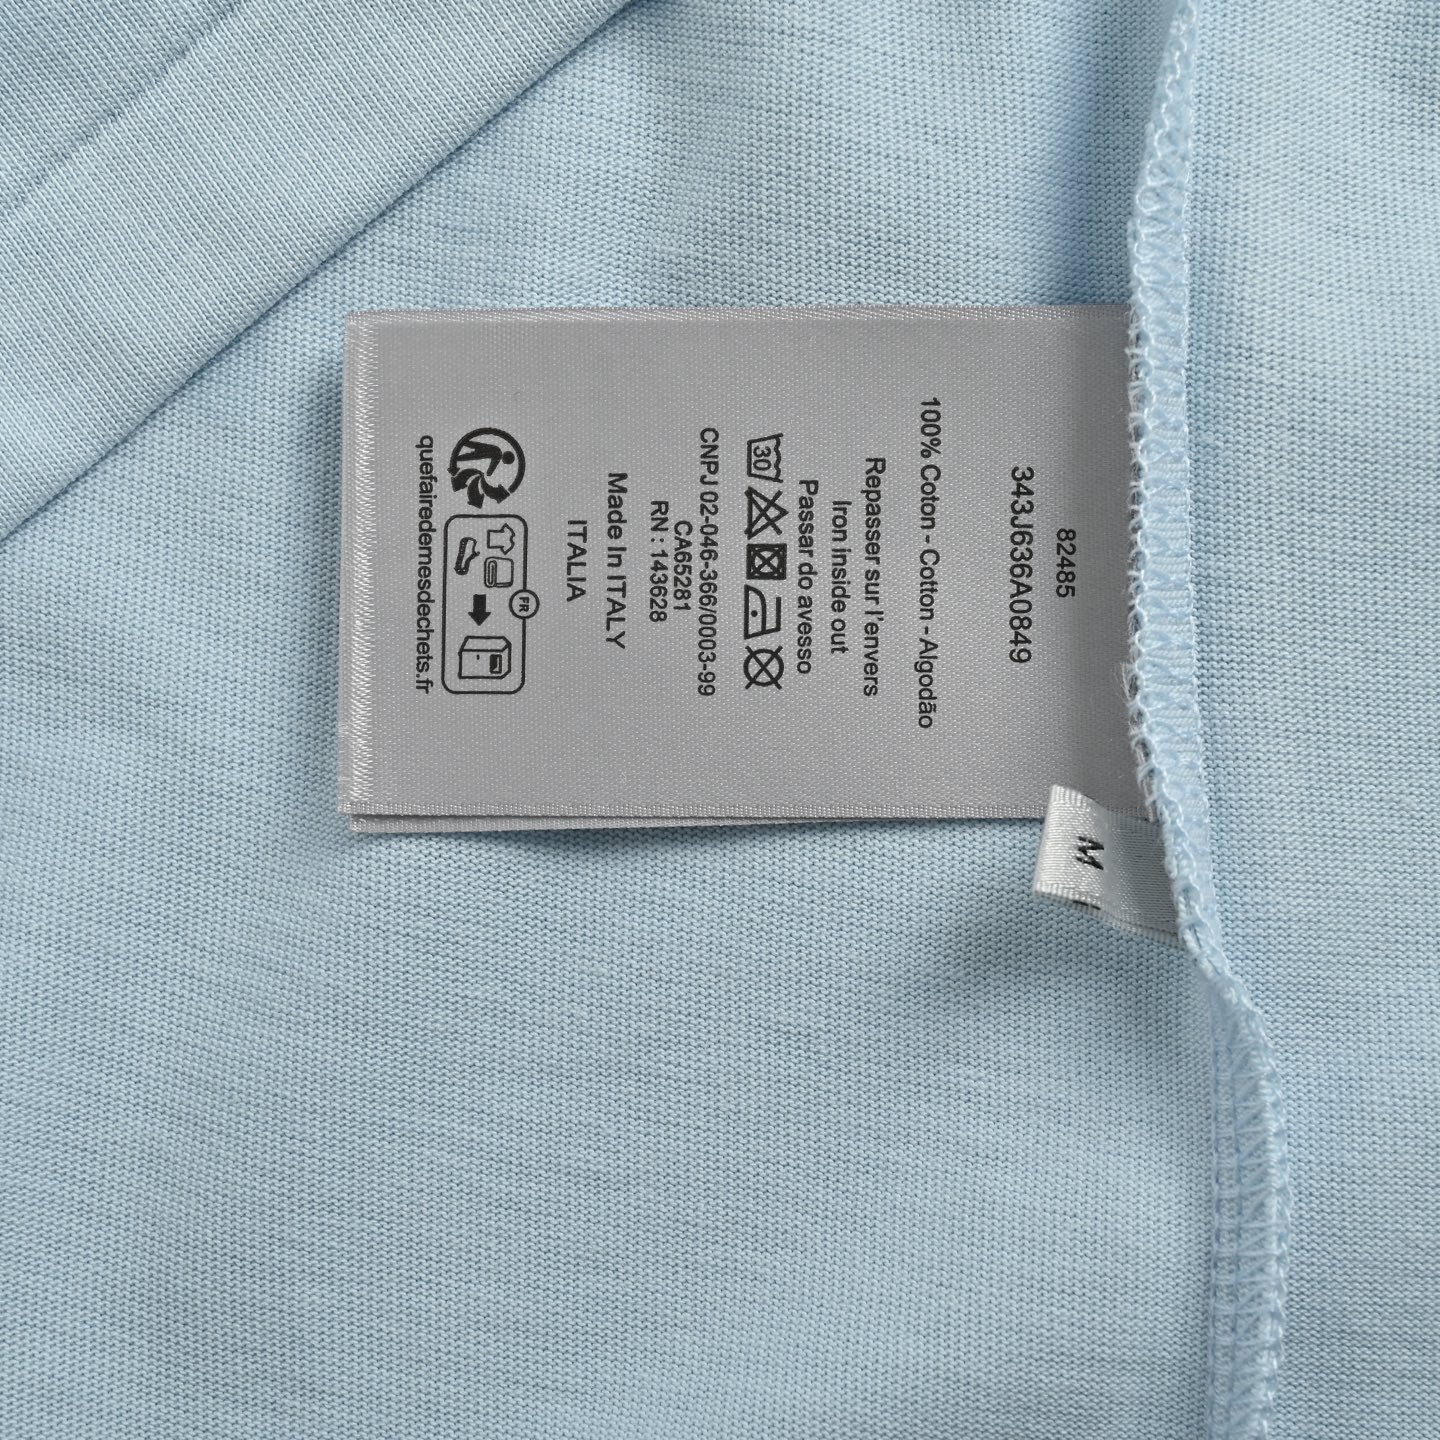 82485
343J636A0849
100% Coton - Cotton - Algodão
Repasser sur l'envers
Iron inside out
Passar do avesso
30
CNPJ 02-046-366/0003-99
CA65281
RN : 143628
Made In ITALY
ITALIA
FR
quefairedemesdechets.fr
M